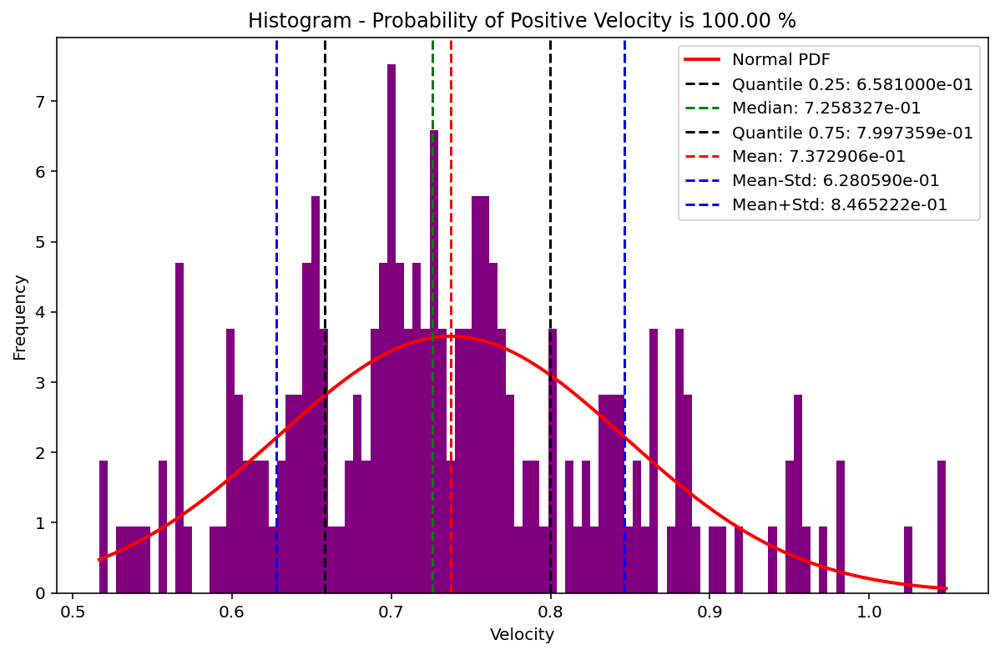 Histogram - Probability of Positive Velocity is 100.00 %
Normal PDF
Quantile 0.25: 6.581000e-01
Median: 7.258327e-01
Quantile 0.75: 7.997359e-01
Mean: 7.372906e-01
Mean-Std: 6.280590e-01
Mean+Std: 8.465222e-01
Frequency
7
6
5
4
3
2
1
0
0.5 0.6 0.7 0.8 0.9 1.0
Velocity